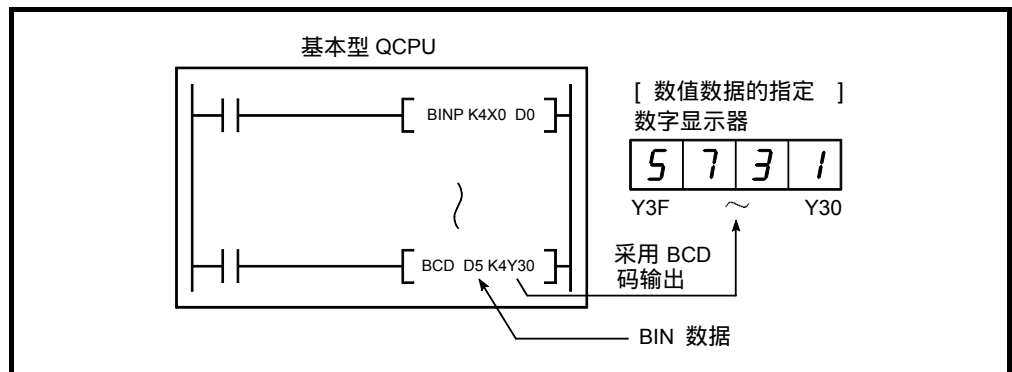 基本型 QCPU
BINP K4X0 D0
[ 数值数据的指定 ]
数字显示器
5 7 3 1
Y3F ～ Y30
BCD D5 K4Y30
采用 BCD
码输出
BIN 数据